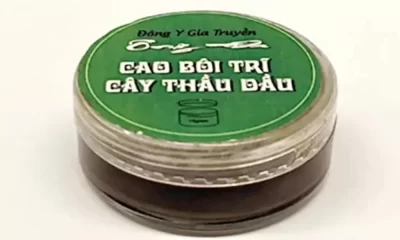 Đông Y Gia Truyền
CAO BÔI TRĨ
CÂY THẦU DẦU